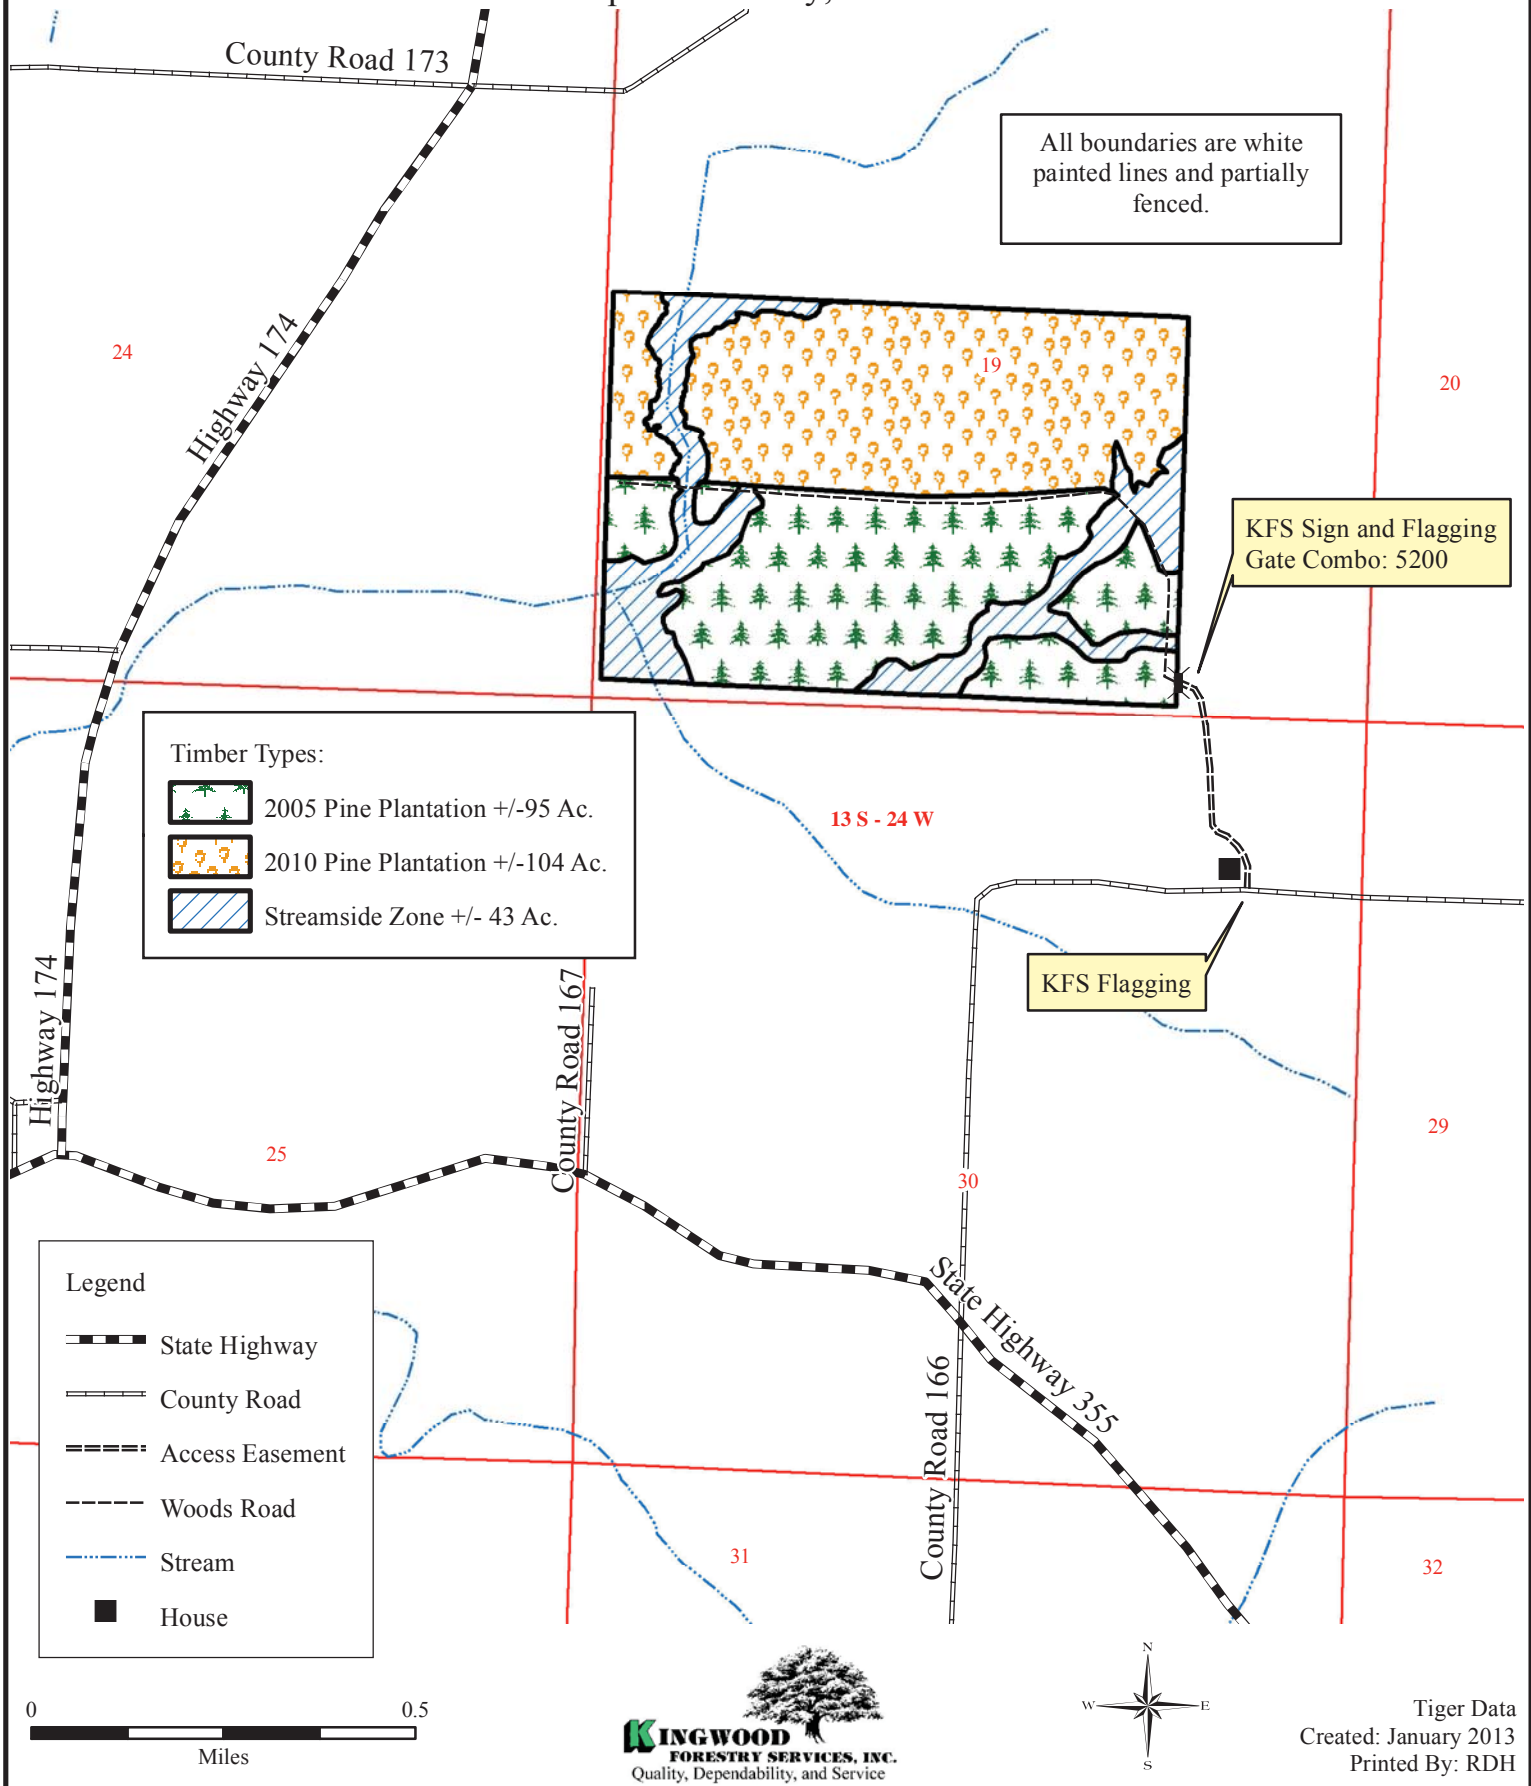 County Road 173
All boundaries are white
painted lines and partially
fenced.
Highway 174
24
19
20
KFS Sign and Flagging
Gate Combo: 5200
Timber Types:
2005 Pine Plantation +/-95 Ac.
2010 Pine Plantation +/-104 Ac.
Streamside Zone +/- 43 Ac.
13 S - 24 W
KFS Flagging
Highway 174
County Road 167
25
29
30
State Highway 355
County Road 166
31
32
Legend
State Highway
County Road
Access Easement
Woods Road
Stream
House
0
0.5
Miles
KINGWOOD
FORESTRY SERVICES, INC.
Quality, Dependability, and Service
N
W
E
S
Tiger Data
Created: January 2013
Printed By: RDH